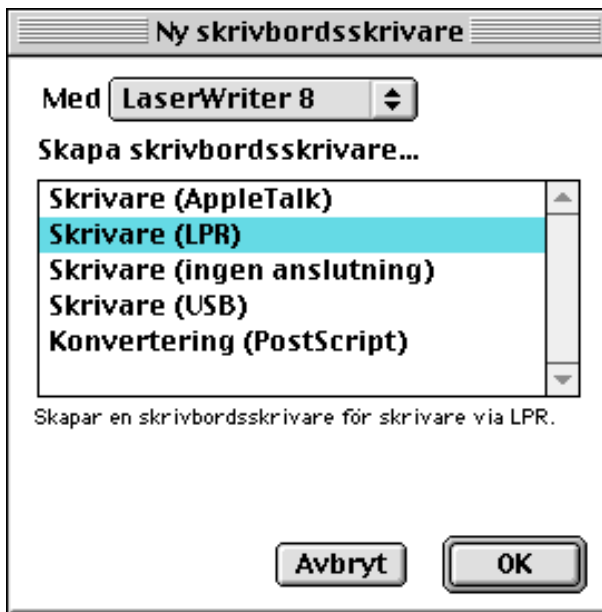 Ny skrivbordsskrivare
Med LaserWriter 8
Skapa skrivbordsskrivare...
Skrivare (AppleTalk)
Skrivare (LPR)
Skrivare (ingen anslutning)
Skrivare (USB)
Konvertering (PostScript)
Skapar en skrivbordsskrivare för skrivare via LPR.
Avbryt OK